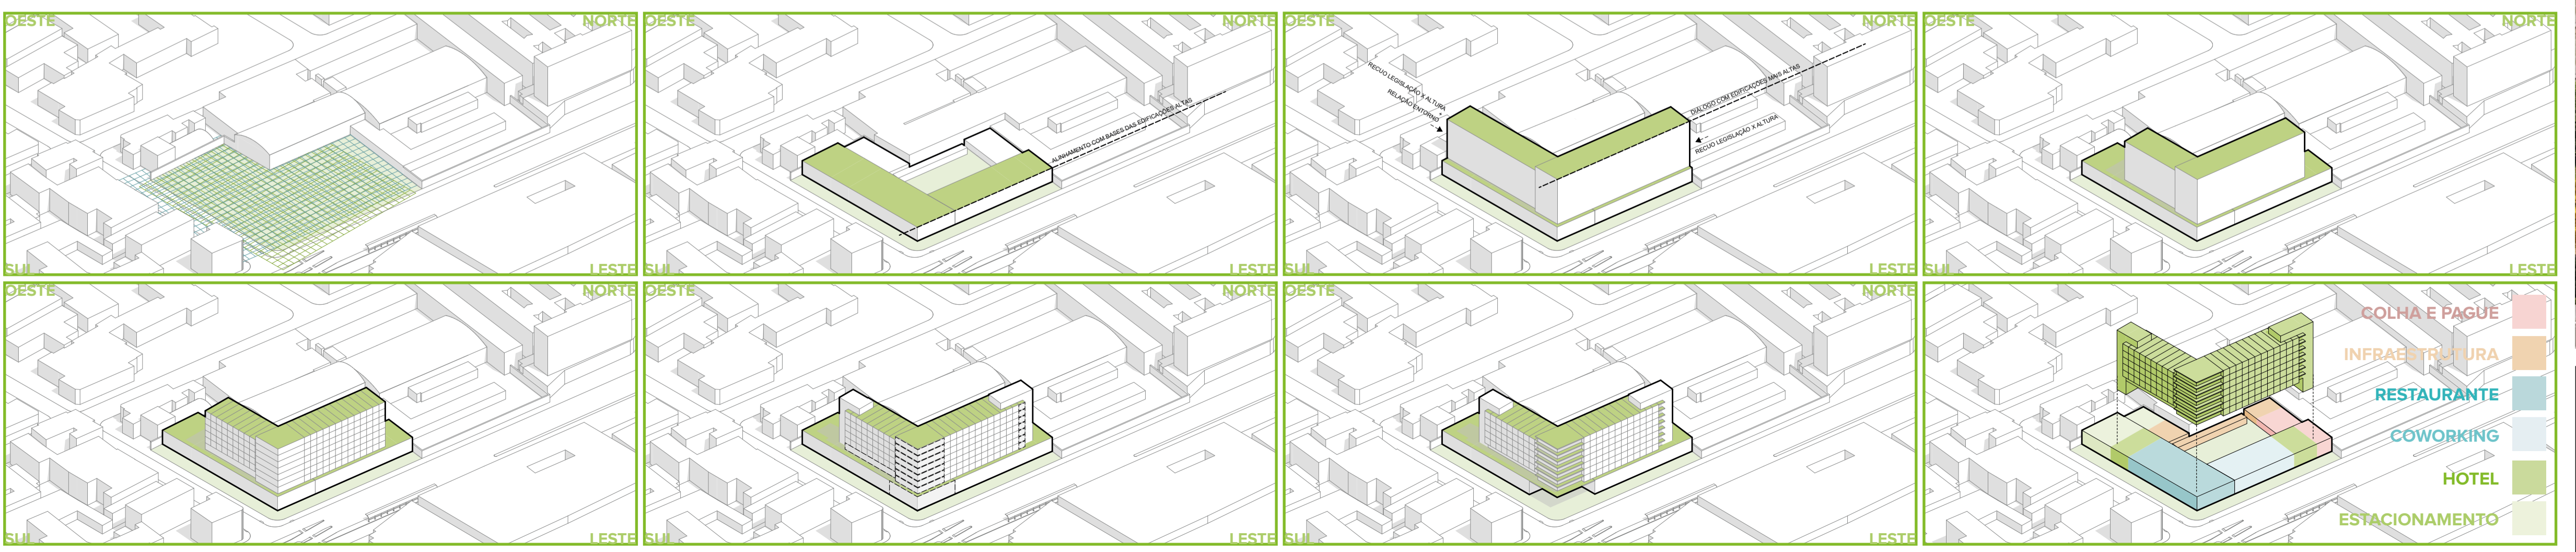 OESTE
NORTE
SUL
LESTE
OESTE
NORTE
ALINHAMENTO COM BASES DAS EDIFICAÇÕES ALTAS
SUL
LESTE
OESTE
NORTE
RECUO LEGISLAÇÃO X ALTURA
+
RELAÇÃO ENTORNO
DIÁLOGO COM EDIFICAÇÕES MAIS ALTAS
RECUO LEGISLAÇÃO X ALTURA
SUL
LESTE
OESTE
NORTE
SUL
LESTE
OESTE
NORTE
SUL
LESTE
OESTE
NORTE
SUL
LESTE
OESTE
NORTE
SUL
LESTE
COLHA E PAGUE
INFRAESTRUTURA
RESTAURANTE
COWORKING
HOTEL
ESTACIONAMENTO